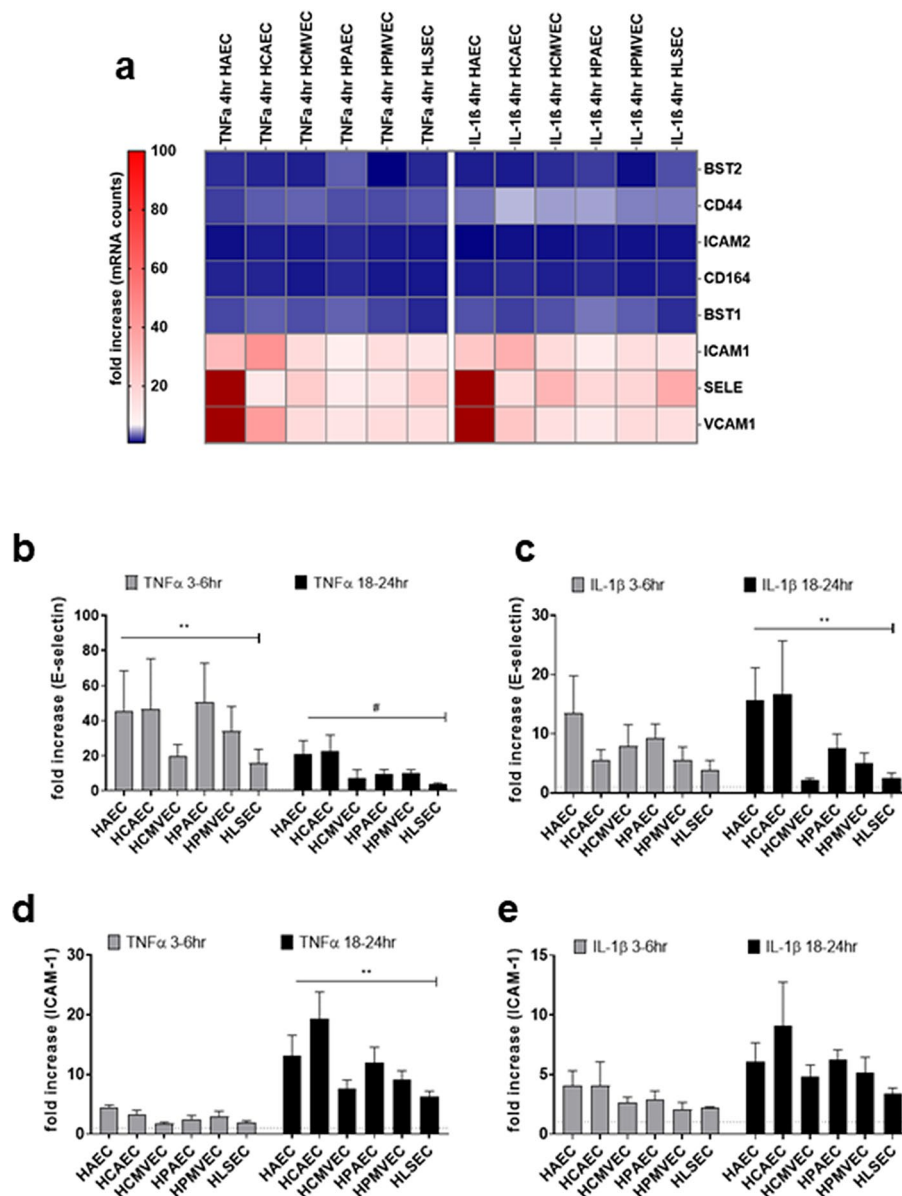 a
TNFa 4hr HAEC
TNFa 4hr HCAEC
TNFa 4hr HCMVEC
TNFa 4hr HPAEC
TNFa 4hr HPMVEC
TNFa 4hr HLSEC
IL-1ß 4hr HAEC
IL-1ß 4hr HCAEC
IL-1ß 4hr HCMVEC
IL-1ß 4hr HPAEC
IL-1ß 4hr HPMVEC
IL-1ß 4hr HLSEC
fold increase (mRNA counts)
100
80
60
40
20
BST2
CD44
ICAM2
CD164
BST1
ICAM1
SELE
VCAM1
b
TNFα 3-6hr TNFα 18-24hr
fold increase (E-selectin)
100
80
60
40
20
0
**
#
HAEC HCAEC HCMVEC HPAEC HPMVEC HLSEC HAEC HCAEC HCMVEC HPAEC HPMVEC HLSEC
c
IL-1β 3-6hr IL-1β 18-24hr
fold increase (E-selectin)
30
20
10
0
**
HAEC HCAEC HCMVEC HPAEC HPMVEC HLSEC HAEC HCAEC HCMVEC HPAEC HPMVEC HLSEC
d
TNFα 3-6hr TNFα 18-24hr
fold increase (ICAM-1)
30
20
10
0
**
HAEC HCAEC HCMVEC HPAEC HPMVEC HLSEC HAEC HCAEC HCMVEC HPAEC HPMVEC HLSEC
e
IL-1β 3-6hr IL-1β 18-24hr
fold increase (ICAM-1)
15
10
5
0
HAEC HCAEC HCMVEC HPAEC HPMVEC HLSEC HAEC HCAEC HCMVEC HPAEC HPMVEC HLSEC